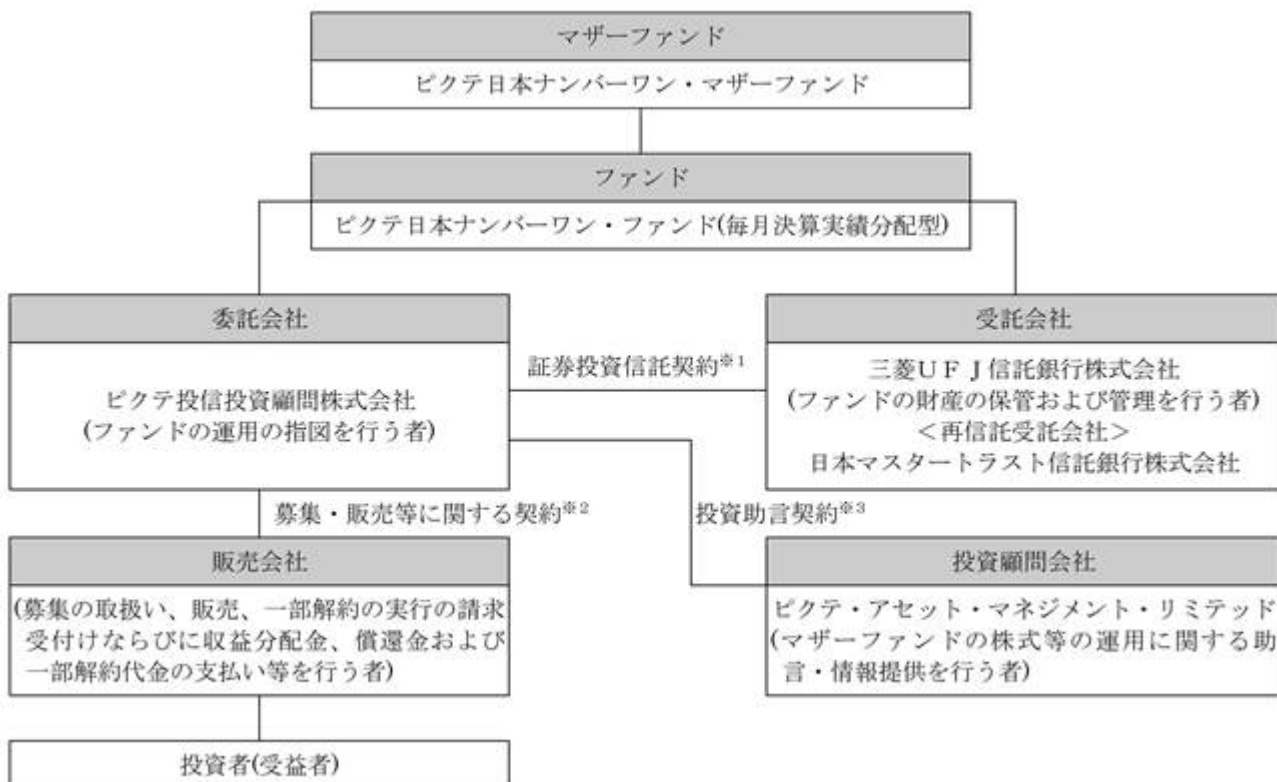 マザーファンド
ピクテ日本ナンバーワン・マザーファンド
ファンド
ピクテ日本ナンバーワン・ファンド(毎月決算実績分配型)
委託会社
ピクテ投信投資顧問株式会社
(ファンドの運用の指図を行う者)
証券投資信託契約※1
受託会社
三菱UFJ信託銀行株式会社
(ファンドの財産の保管および管理を行う者)
<再信託受託会社>
日本マスタートラスト信託銀行株式会社
募集・販売等に関する契約※2
投資助言契約※3
販売会社
(募集の取扱い、販売、一部解約の実行の請求
受付けならびに収益分配金、償還金および
一部解約代金の支払い等を行う者)
投資顧問会社
ピクテ・アセット・マネジメント・リミテッド
(マザーファンドの株式等の運用に関する助
言・情報提供を行う者)
投資者(受益者)